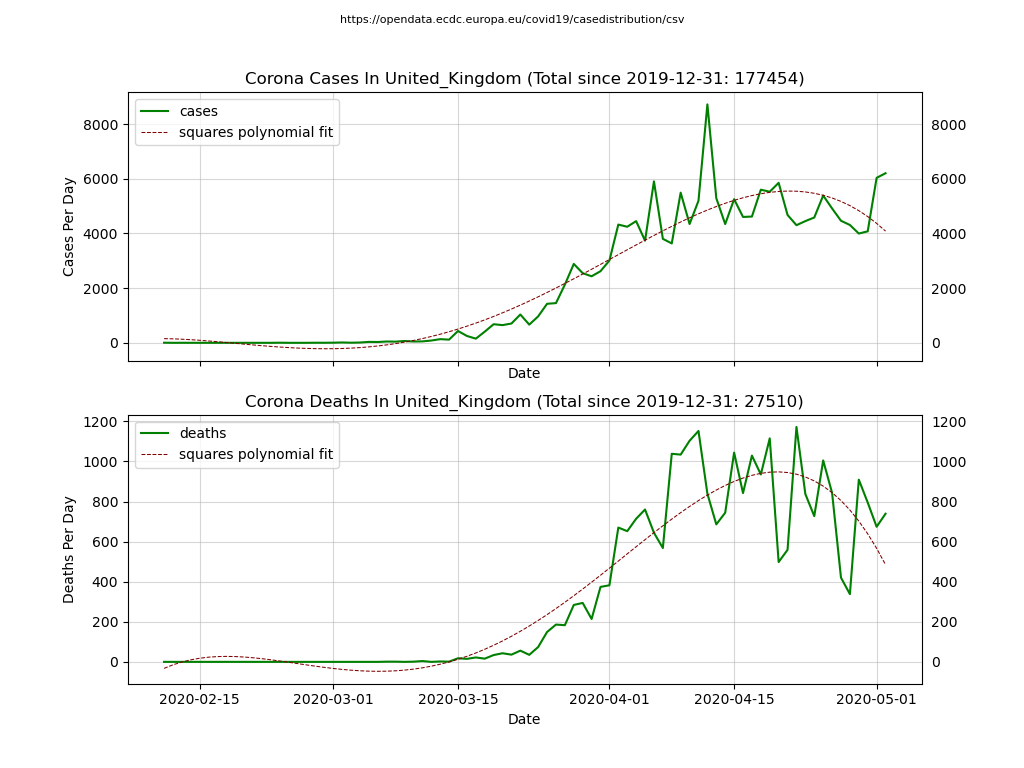 https://opendata.ecdc.europa.eu/covid19/casedistribution/csv
Corona Cases In United_Kingdom (Total since 2019-12-31: 177454)
cases
squares polynomial fit
8000 8000
6000 6000
4000 4000
2000 2000
0 0
Cases Per Day
Date
Corona Deaths In United_Kingdom (Total since 2019-12-31: 27510)
deaths
squares polynomial fit
1200 1200
1000 1000
800 800
600 600
400 400
200 200
0 0
Deaths Per Day
2020-02-15 2020-03-01 2020-03-15 2020-04-01 2020-04-15 2020-05-01
Date